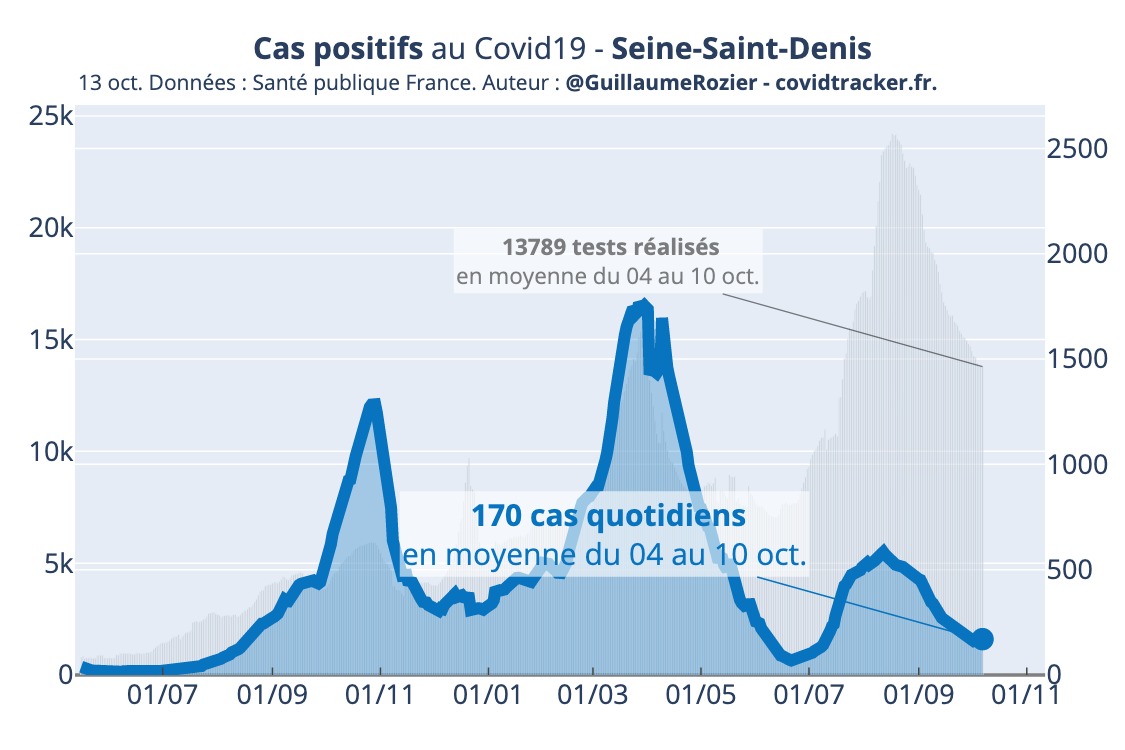 Cas positifs au Covid19 - Seine-Saint-Denis
13 oct. Données : Santé publique France. Auteur : @GuillaumeRozier - covidtracker.fr.
25k
20k
15k
10k
5k
0
2500
2000
1500
1000
500
0
13789 tests réalisés
en moyenne du 04 au 10 oct.
170 cas quotidiens
en moyenne du 04 au 10 oct.
01/07 01/09 01/11 01/01 01/03 01/05 01/07 01/09 01/11